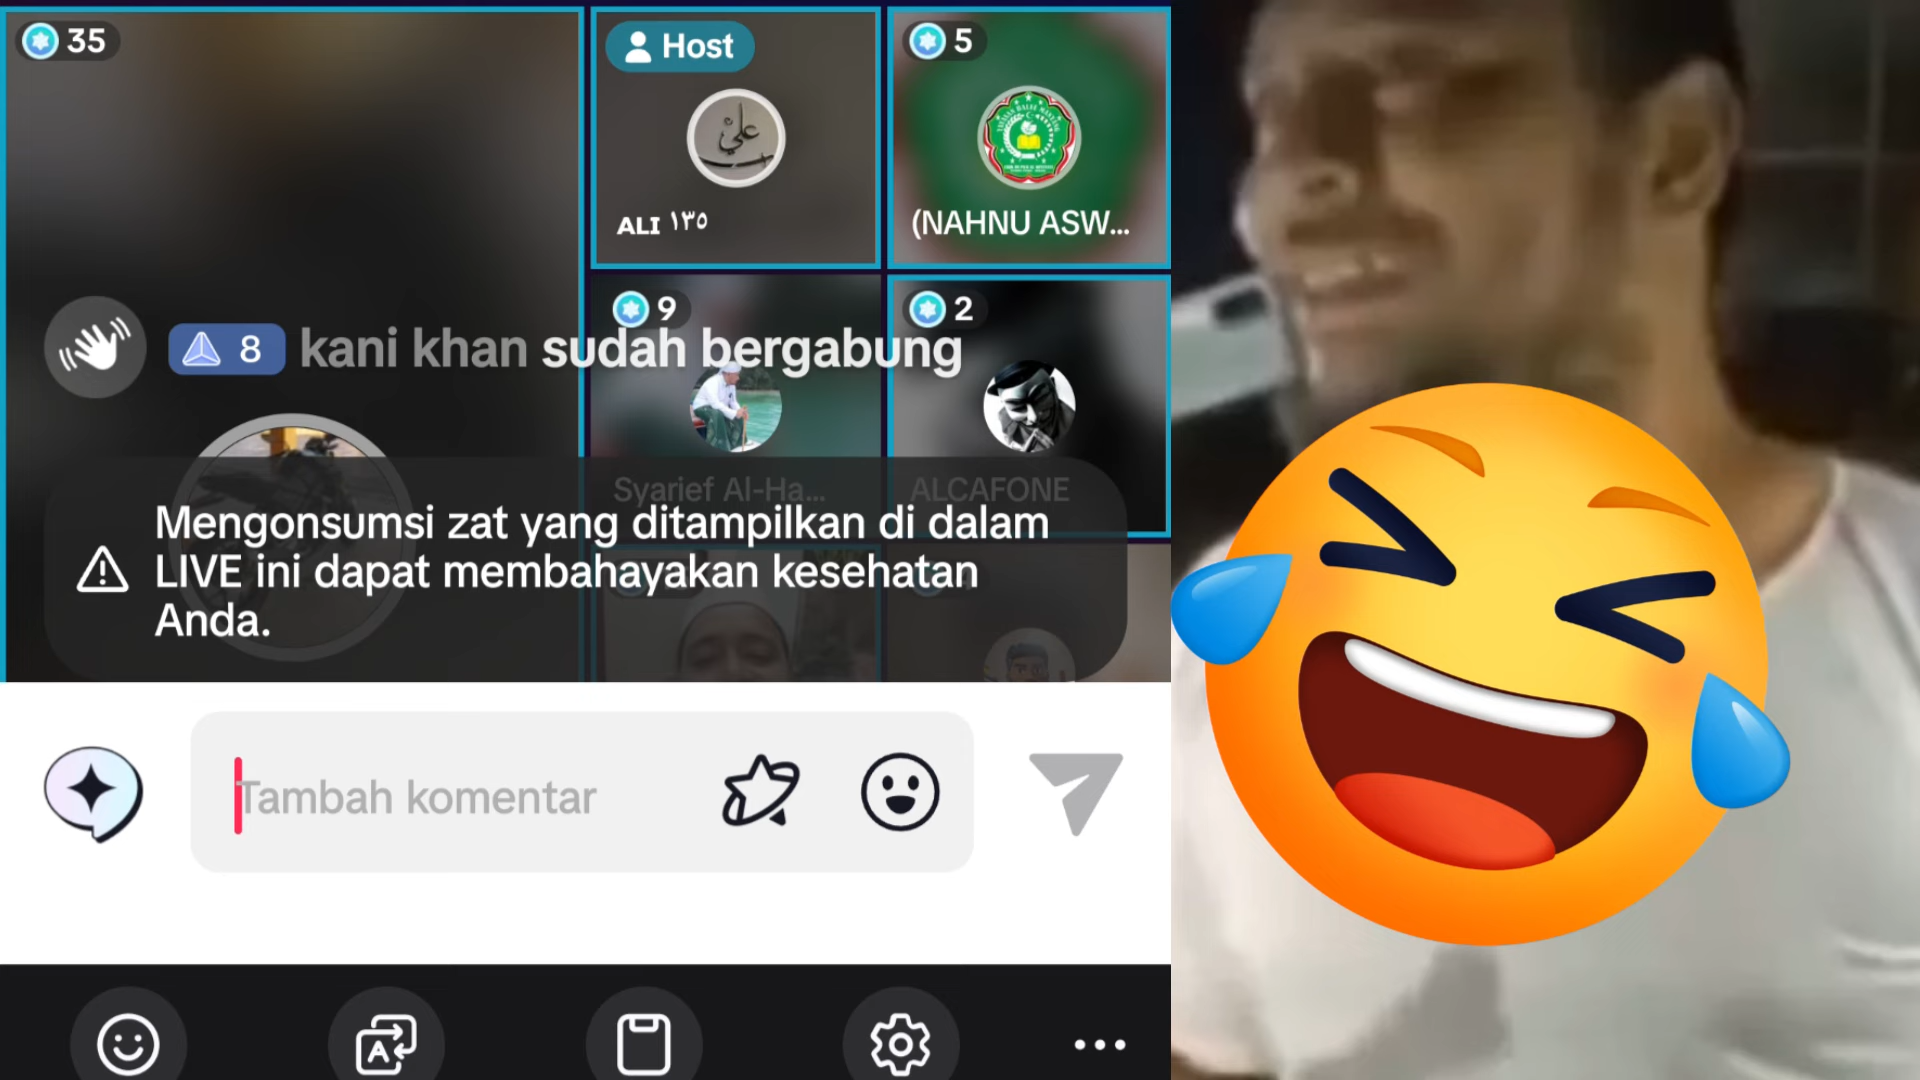 35
Host
5
علي
ALI ١٣٥
(NAHNU ASW...
9
2
8 kani khan sudah bergabung
Syarief Al-Ha...
ALCAFONE
Mengonsumsi zat yang ditampilkan di dalam
LIVE ini dapat membahayakan kesehatan
Anda.
Tambah komentar